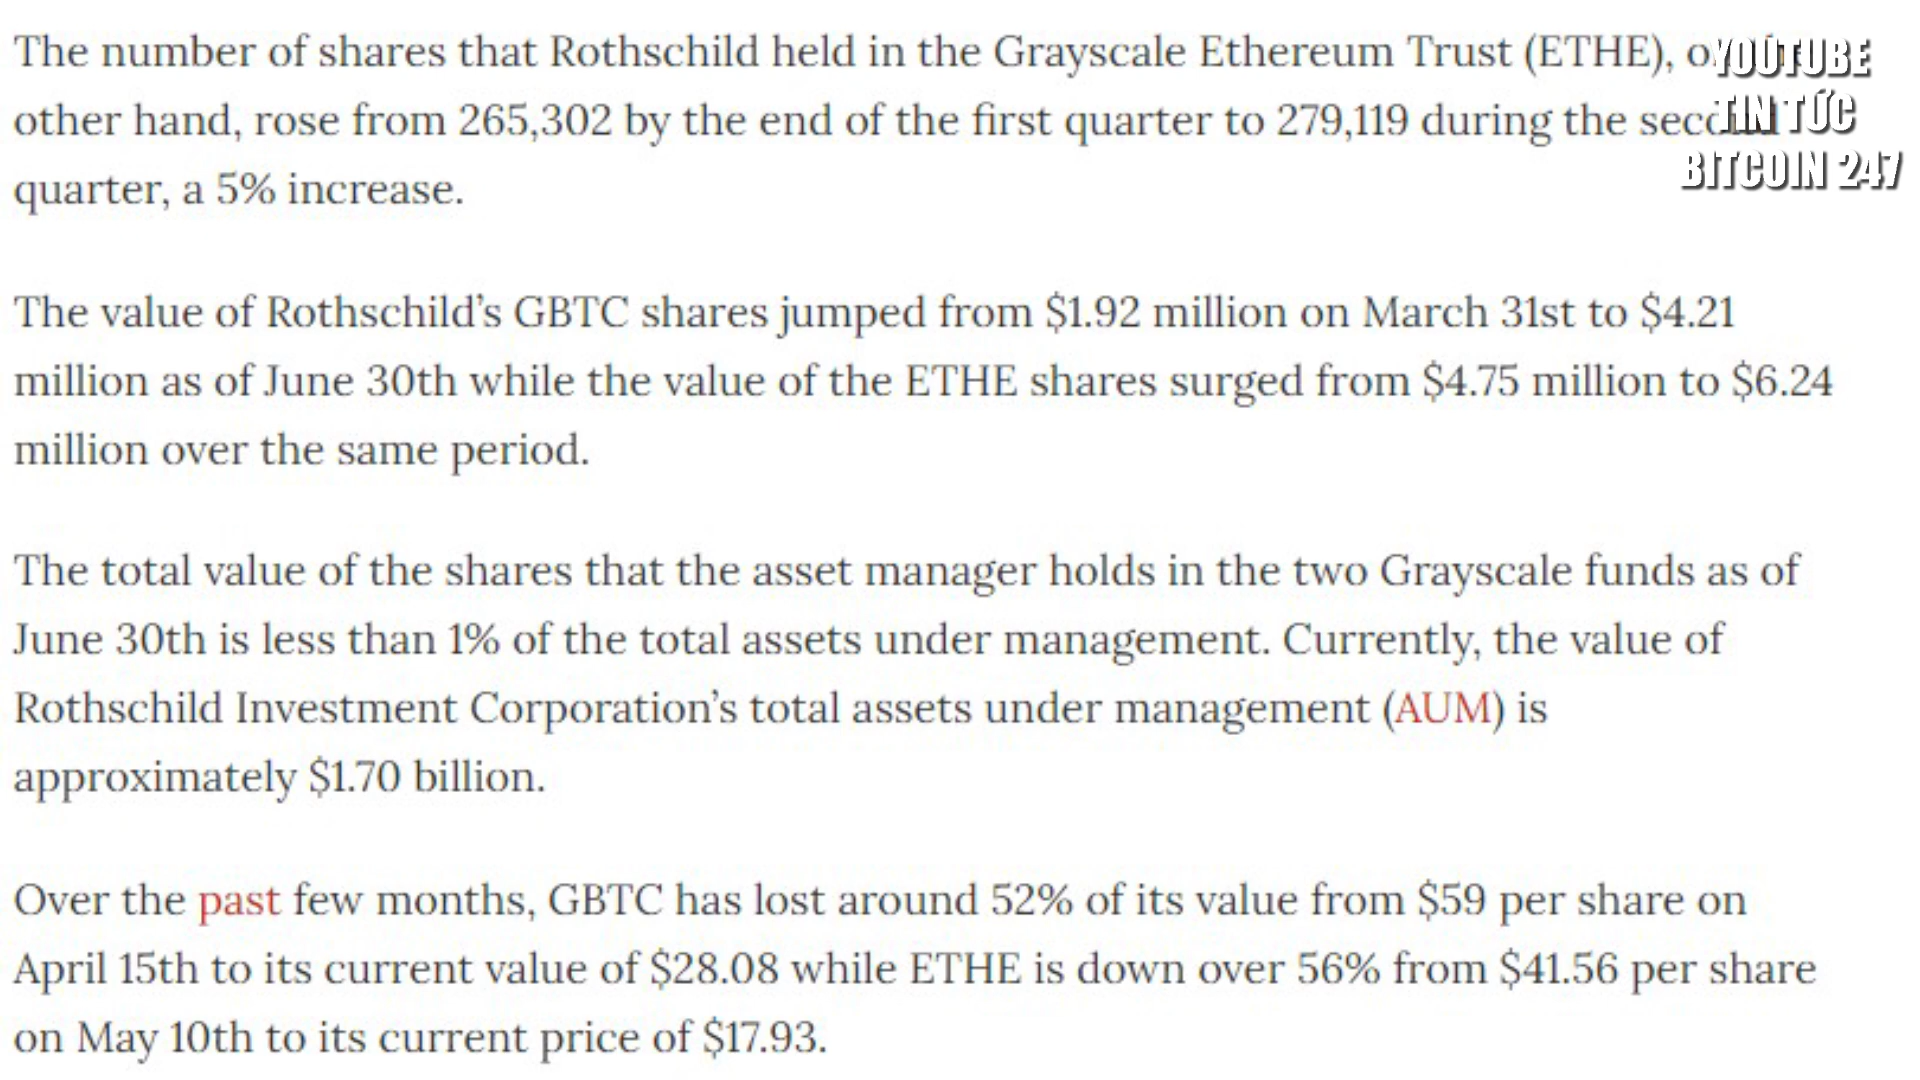 The number of shares that Rothschild held in the Grayscale Ethereum Trust (ETHE),
other hand, rose from 265,302 by the end of the first quarter to 279,119 during the second
quarter, a 5% increase.
The value of Rothschild’s GBTC shares jumped from $1.92 million on March 31st to $4.21
million as of June 30th while the value of the ETHE shares surged from $4.75 million to $6.24
million over the same period.
The total value of the shares that the asset manager holds in the two Grayscale funds as of
June 30th is less than 1% of the total assets under management. Currently, the value of
Rothschild Investment Corporation’s total assets under management (AUM) is
approximately $1.70 billion.
Over the past few months, GBTC has lost around 52% of its value from $59 per share on
April 15th to its current value of $28.08 while ETHE is down over 56% from $41.56 per share
on May 10th to its current price of $17.93.
YOUTUBE
TIN TỨC
BITCOIN 247